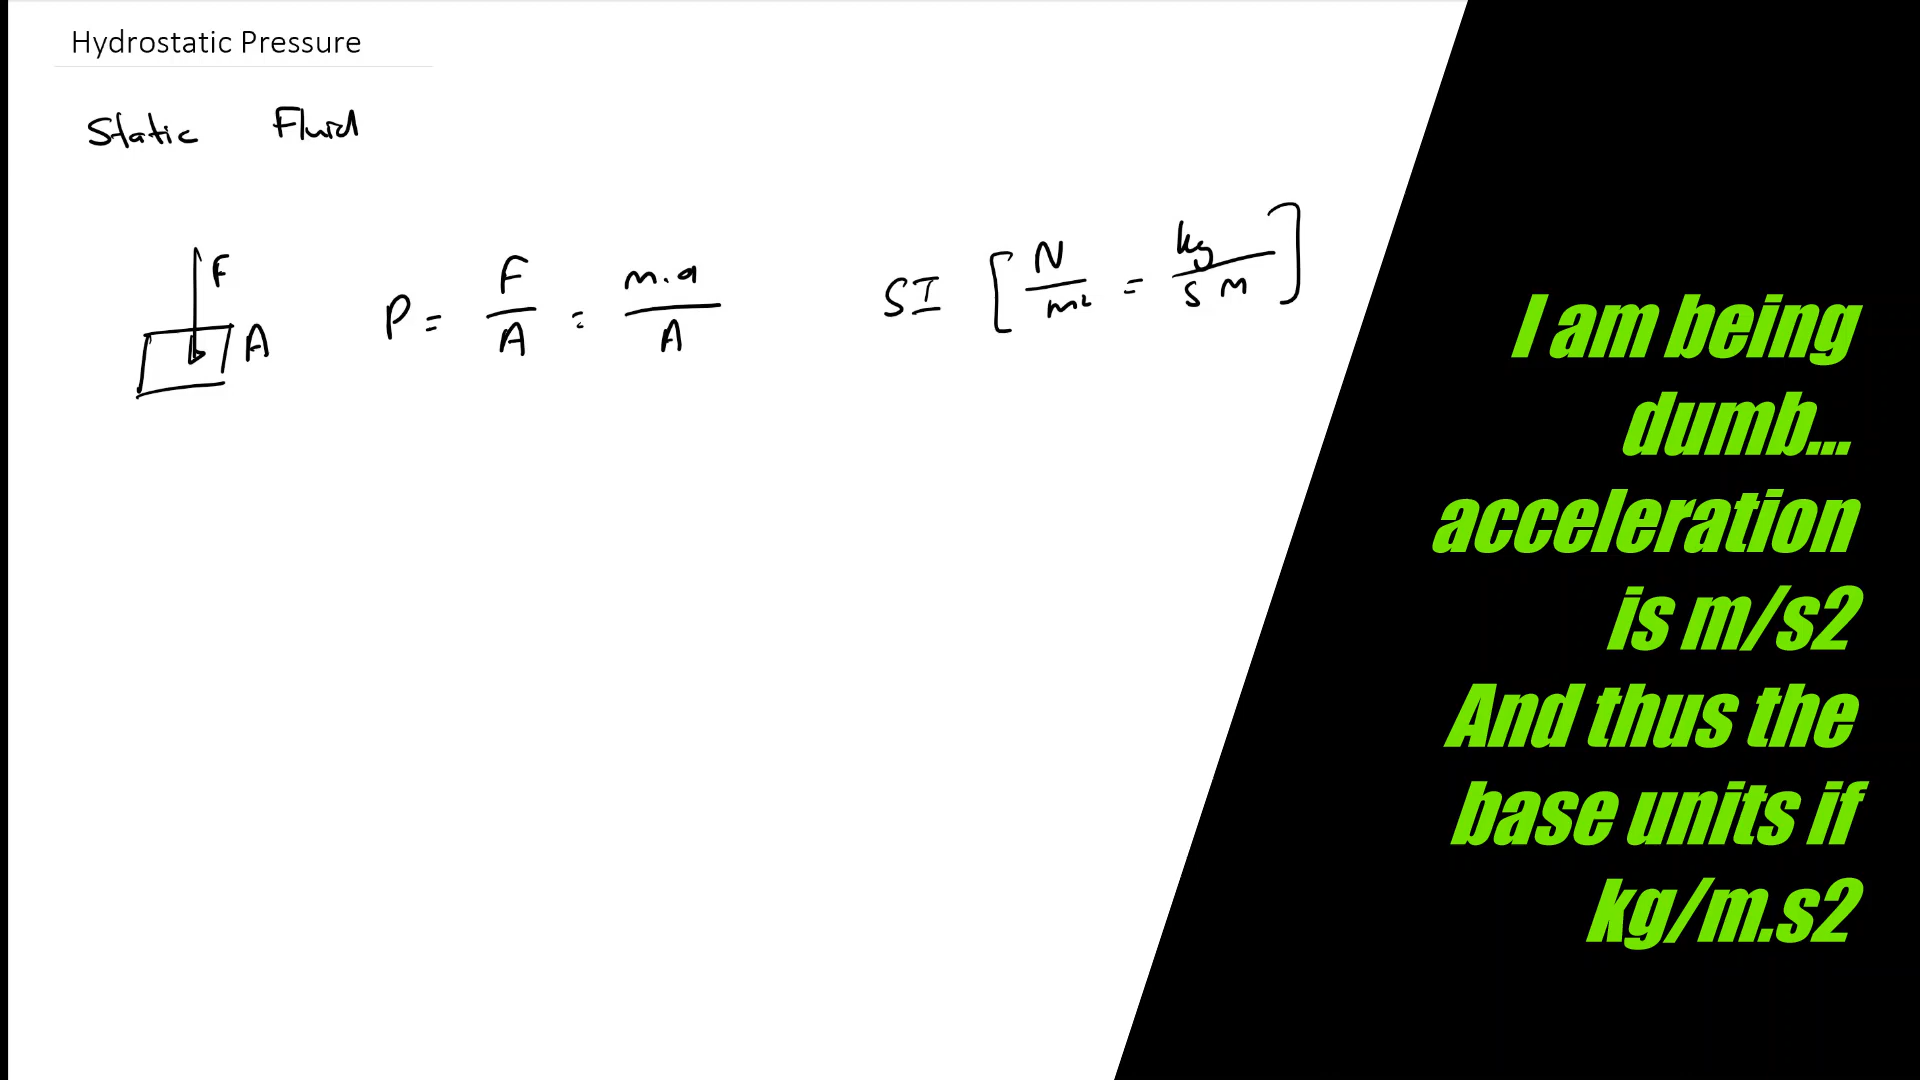 Hydrostatic Pressure
Static Fluid
F
A
P = F/A = m.a/A
SI [N/m² = kg/s m]
I am being
dumb...
acceleration
is m/s2
And thus the
base units if
kg/m.s2